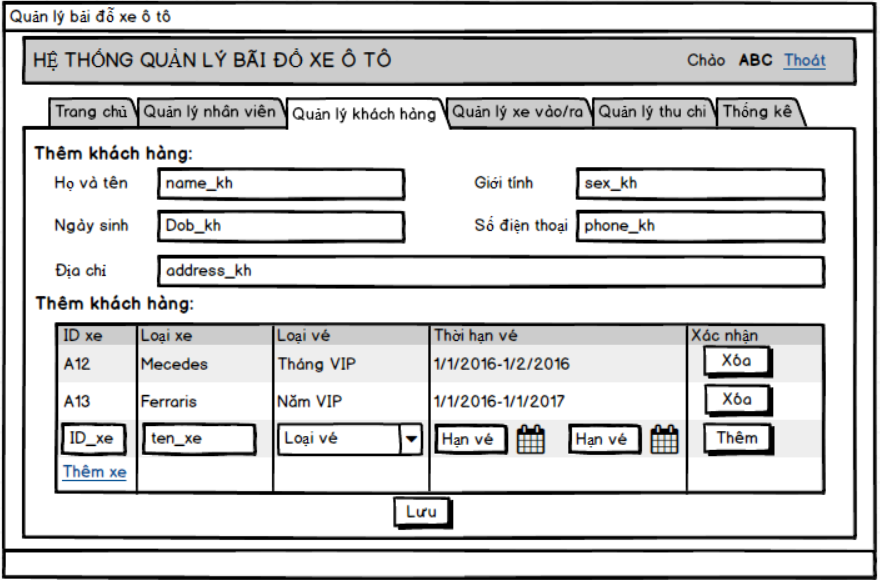 Quản lý bãi đỗ xe ô tô
HỆ THỐNG QUẢN LÝ BÃI ĐỖ XE Ô TÔ Chào ABC Thoát
Trang chủ Quản lý nhân viên Quản lý khách hàng Quản lý xe vào/ra Quản lý thu chi Thống kê
Thêm khách hàng:
Họ và tên name_kh Giới tính sex_kh
Ngày sinh Dob_kh Số điện thoại phone_kh
Địa chỉ address_kh
Thêm khách hàng:
ID xe Loại xe Loại vé Thời hạn vé Xác nhận
A12 Mecedes Tháng VIP 1/1/2016-1/2/2016 Xóa
A13 Ferraris Năm VIP 1/1/2016-1/1/2017 Xóa
ID_xe ten_xe Loại vé Hạn vé Hạn vé Thêm
Thêm xe
Lưu